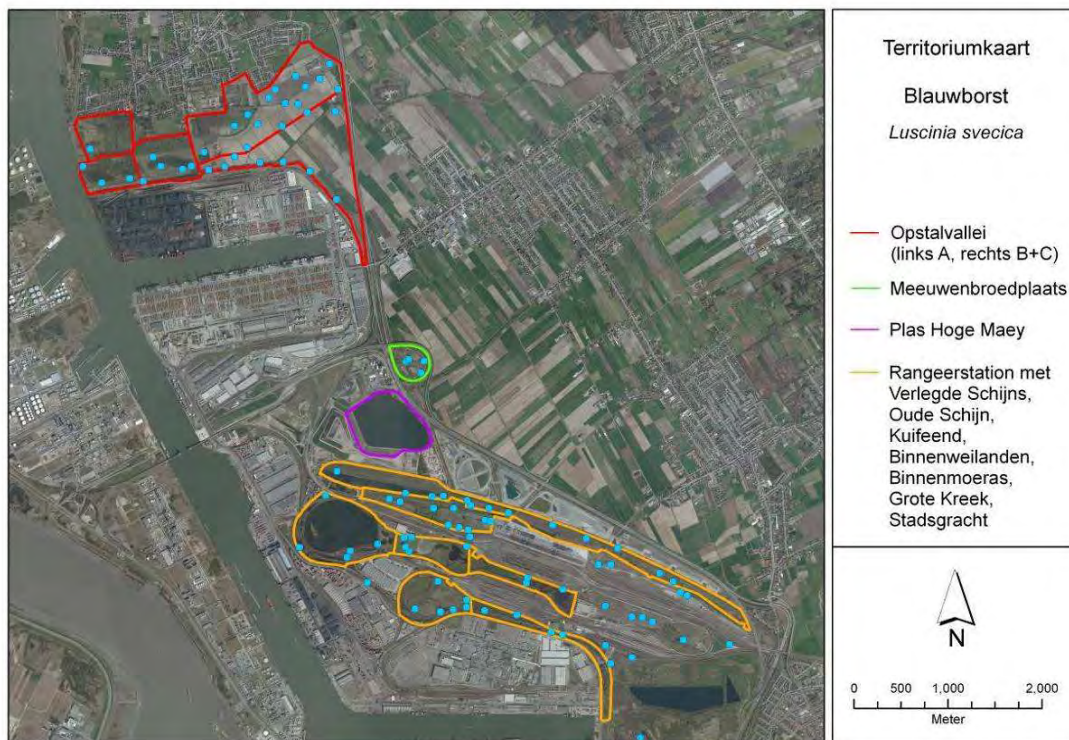 Territoriumkaart
Blauwborst
Luscinia svecica
Opstalvallei
(links A, rechts B+C)
Meeuwenbroedplaats
Plas Hoge Maey
Rangeerstation met
Verlegde Schijns,
Oude Schijn,
Kuifeend,
Binnenweilanden,
Binnenmoeras,
Grote Kreek,
Stadsgracht
N
0 500 1,000 2,000
Meter